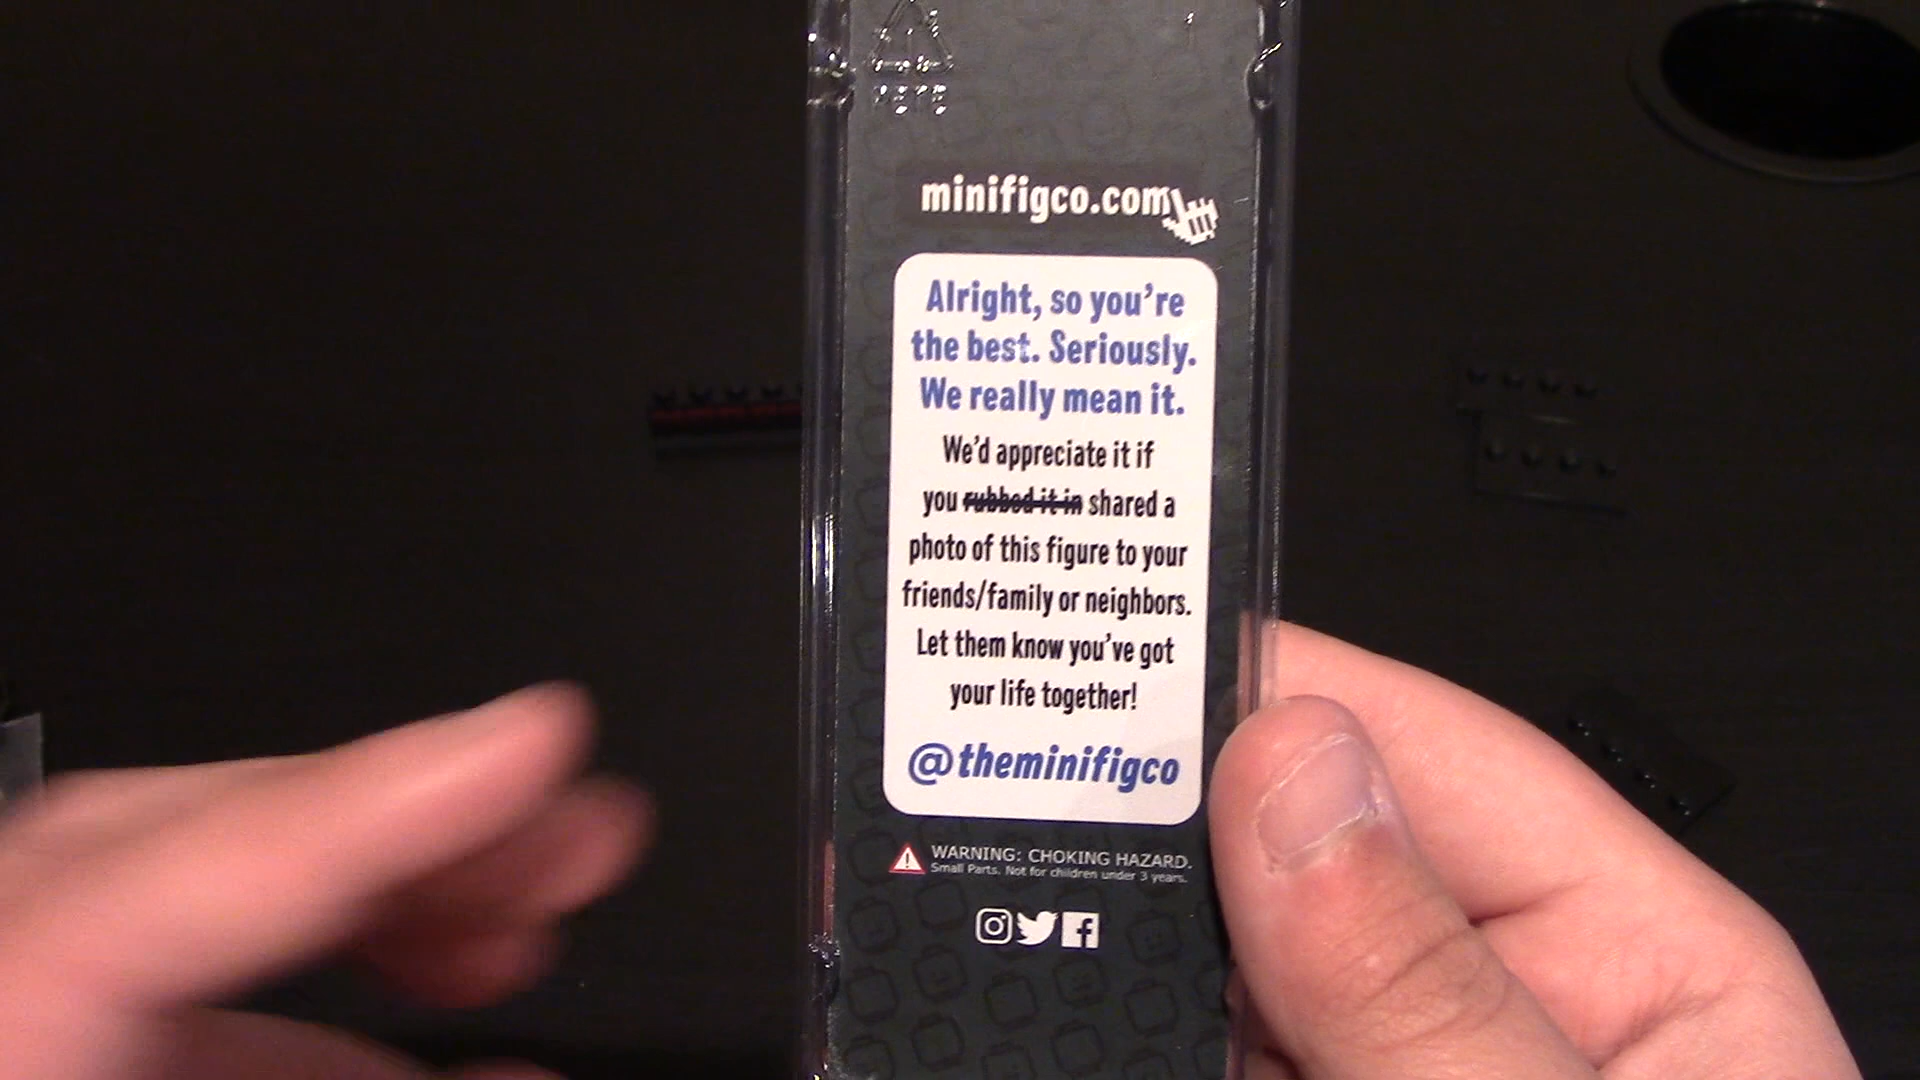 PETE
minifigco.com
Alright, so you're
the best. Seriously.
We really mean it.
We'd appreciate it if
you rubbed it in shared a
photo of this figure to your
friends/family or neighbors.
Let them know you've got
your life together!
@theminifigco
WARNING: CHOKING HAZARD.
Small Parts. Not for children under 3 years.